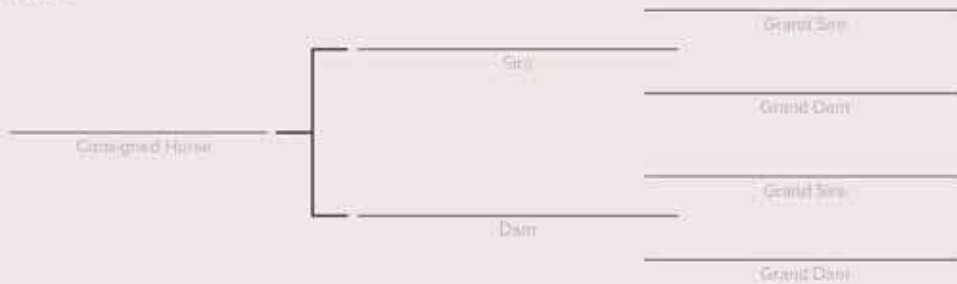 Grand Sire
Sire
Grand Dam
Consigned Horse
Grand Sire
Dam
Grand Dam